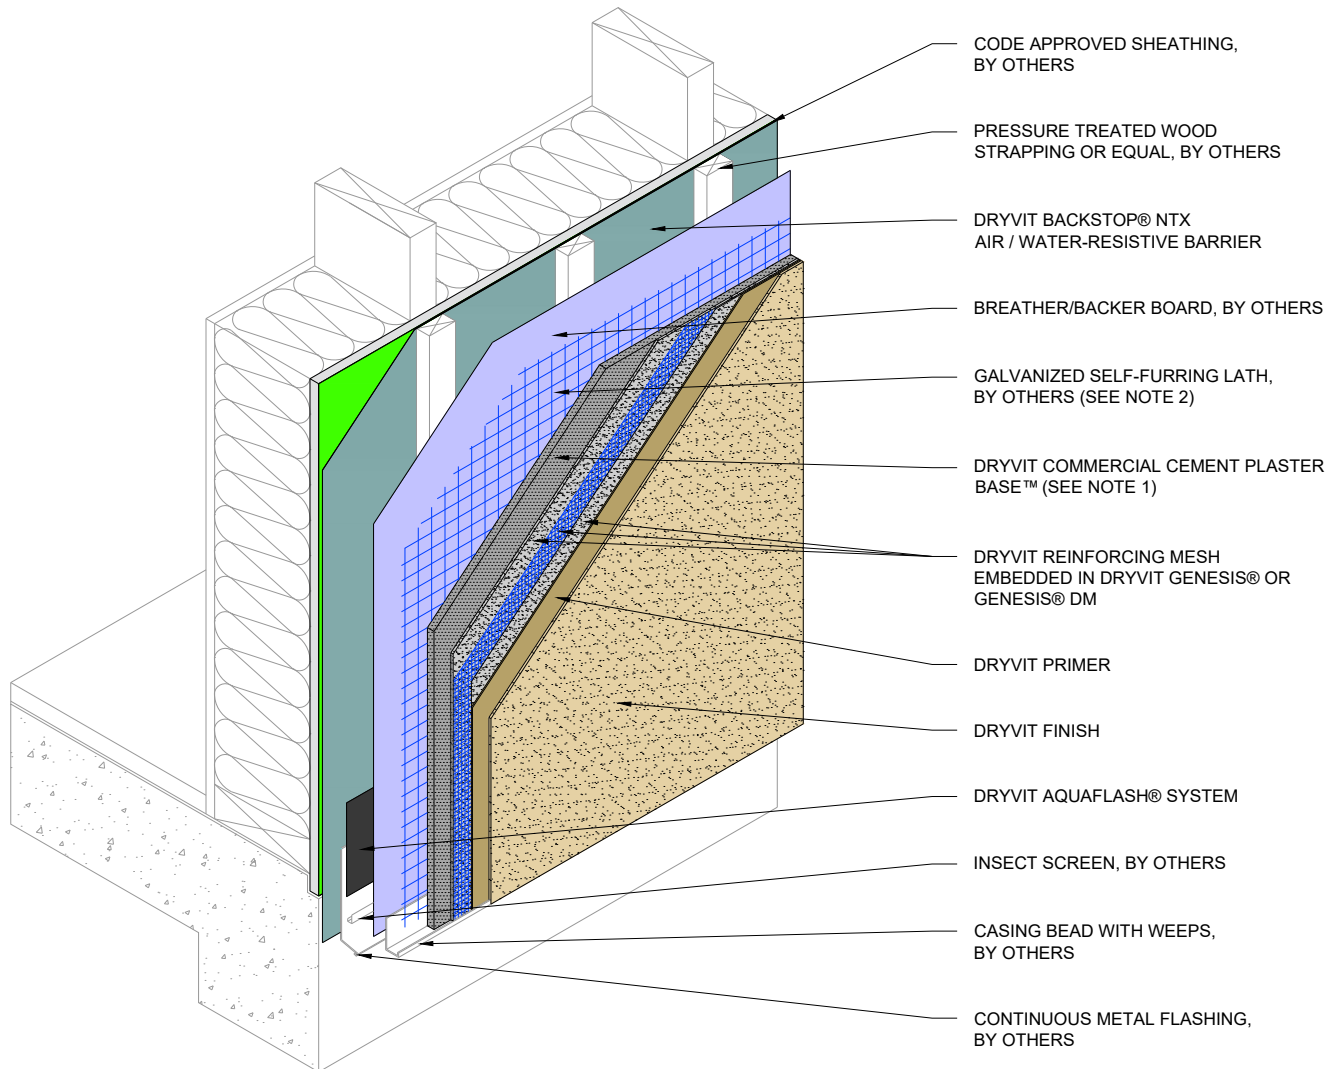 CODE APPROVED SHEATHING,
BY OTHERS
PRESSURE TREATED WOOD
STRAPPING OR EQUAL, BY OTHERS
DRYVIT BACKSTOP® NTX
AIR / WATER-RESISTIVE BARRIER
BREATHER/BACKER BOARD, BY OTHERS
GALVANIZED SELF-FURRING LATH,
BY OTHERS (SEE NOTE 2)
DRYVIT COMMERCIAL CEMENT PLASTER
BASE™ (SEE NOTE 1)
DRYVIT REINFORCING MESH
EMBEDDED IN DRYVIT GENESIS® OR
GENESIS® DM
DRYVIT PRIMER
DRYVIT FINISH
DRYVIT AQUAFLASH® SYSTEM
INSECT SCREEN, BY OTHERS
CASING BEAD WITH WEEPS,
BY OTHERS
CONTINUOUS METAL FLASHING,
BY OTHERS